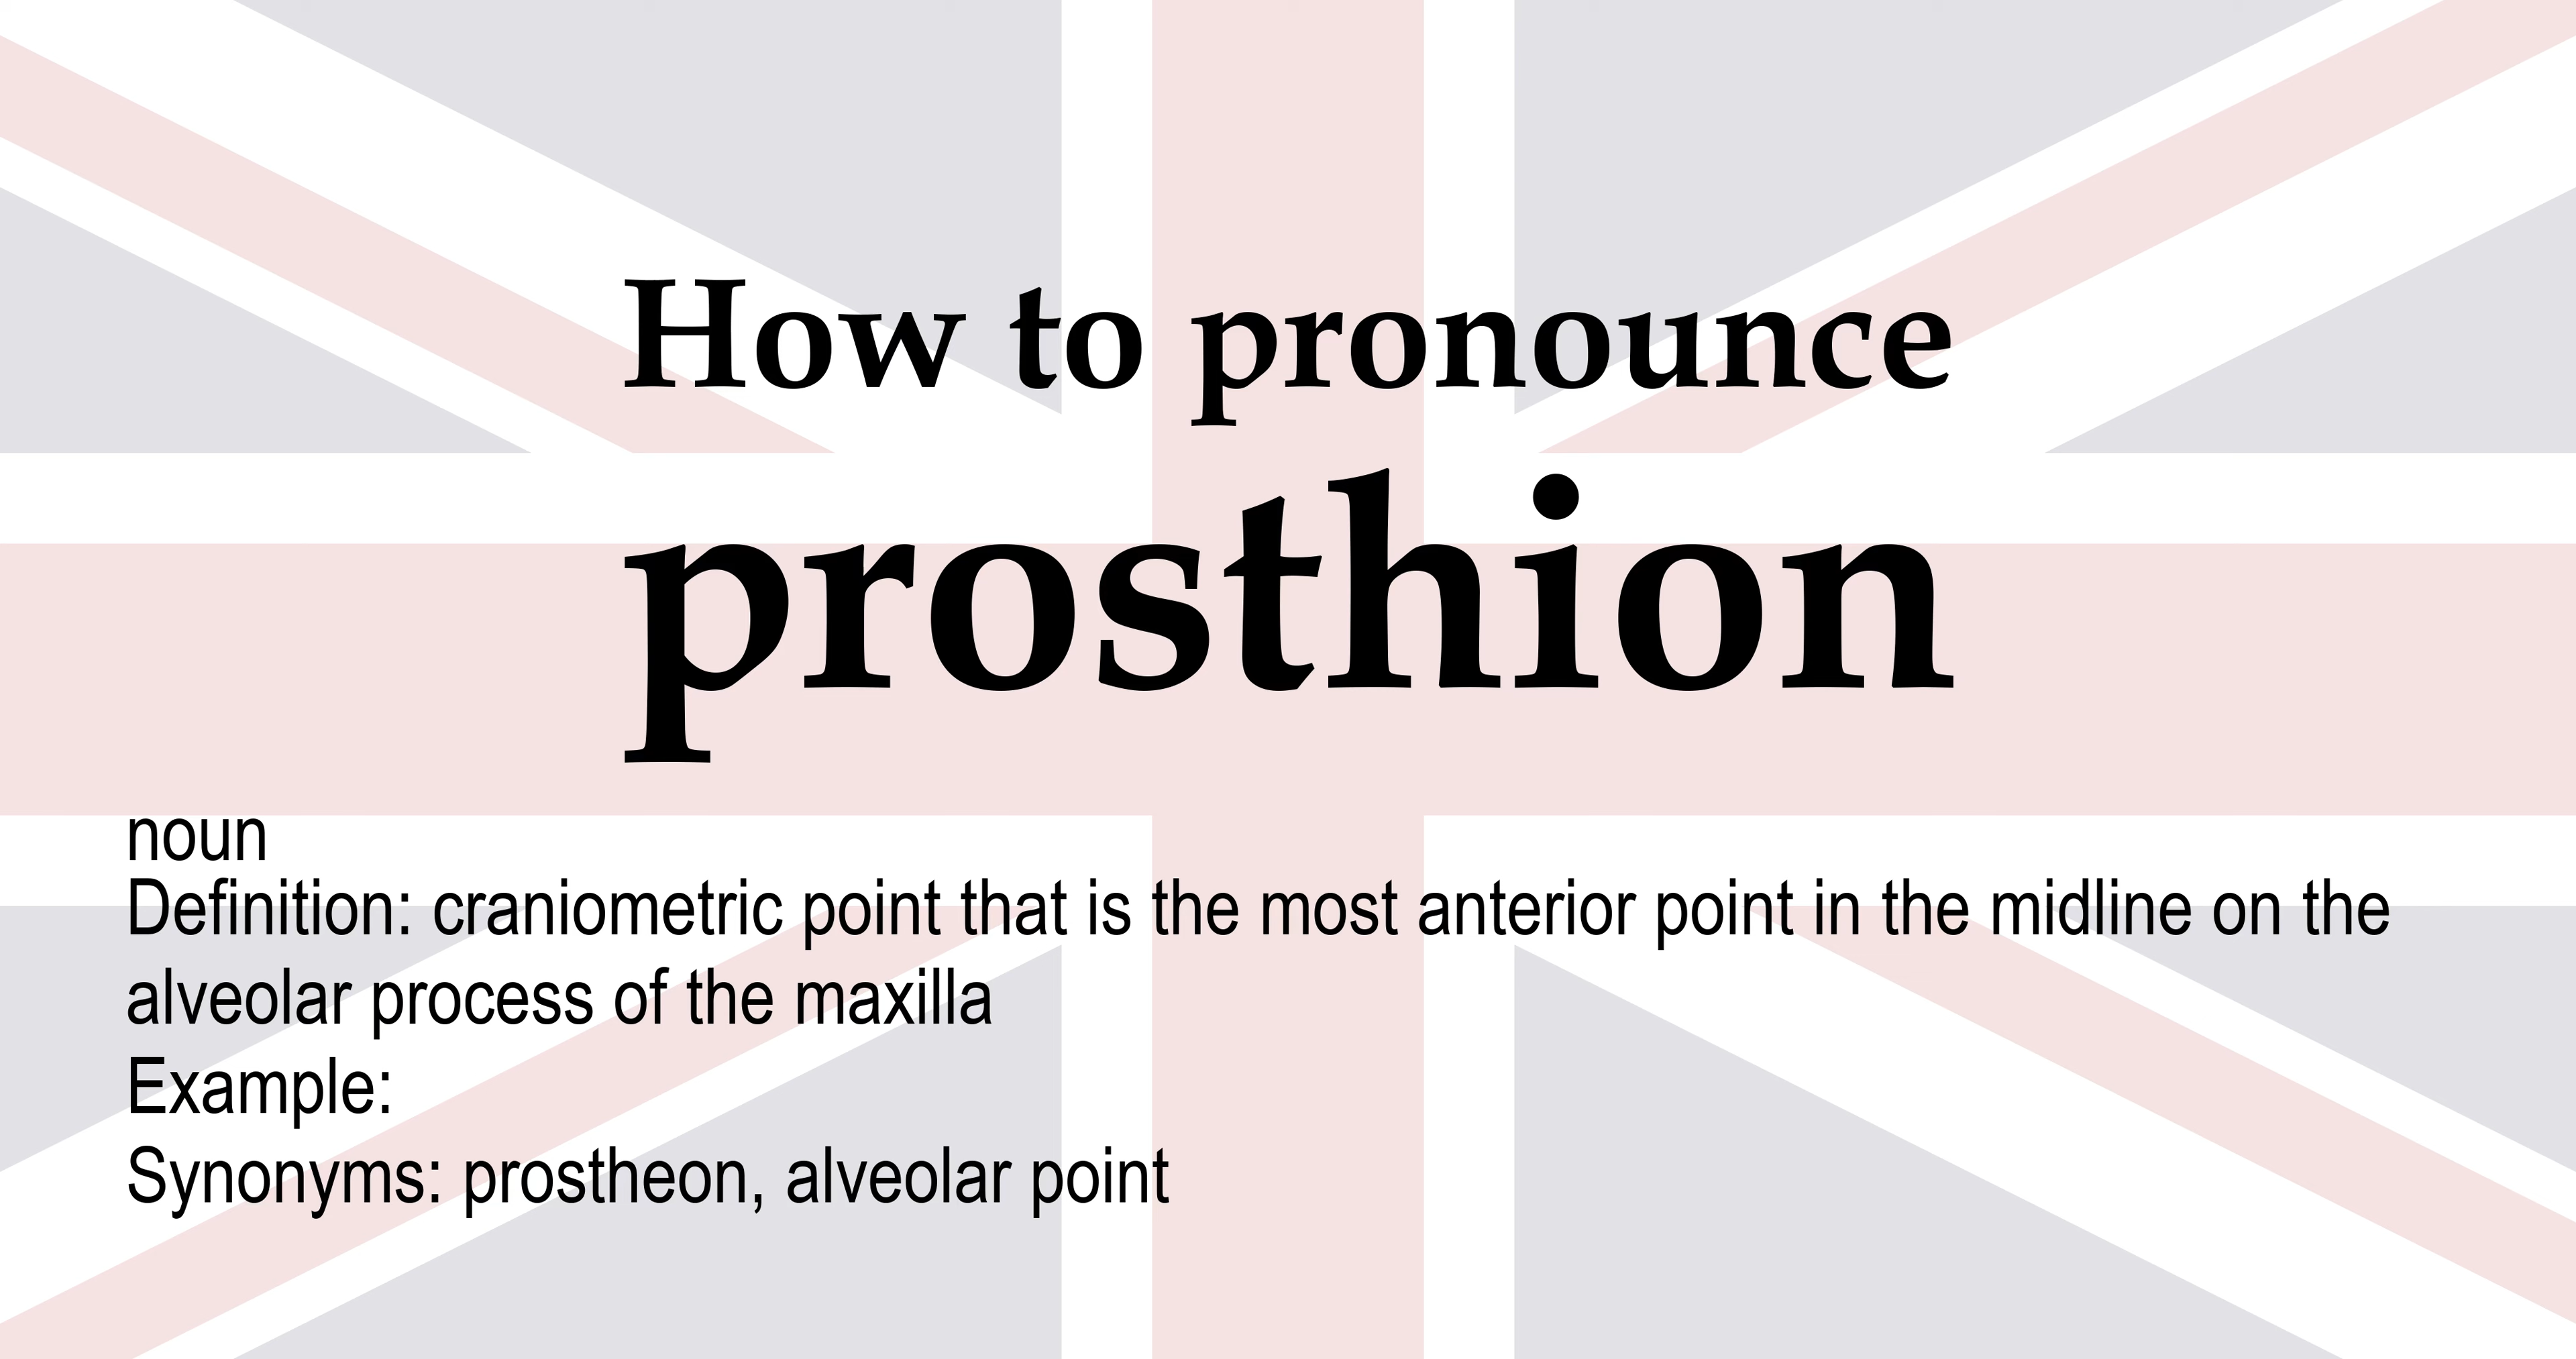 How to pronounce
prosthion
noun
Definition: craniometric point that is the most anterior point in the midline on the
alveolar process of the maxilla
Example:
Synonyms: prostheon, alveolar point